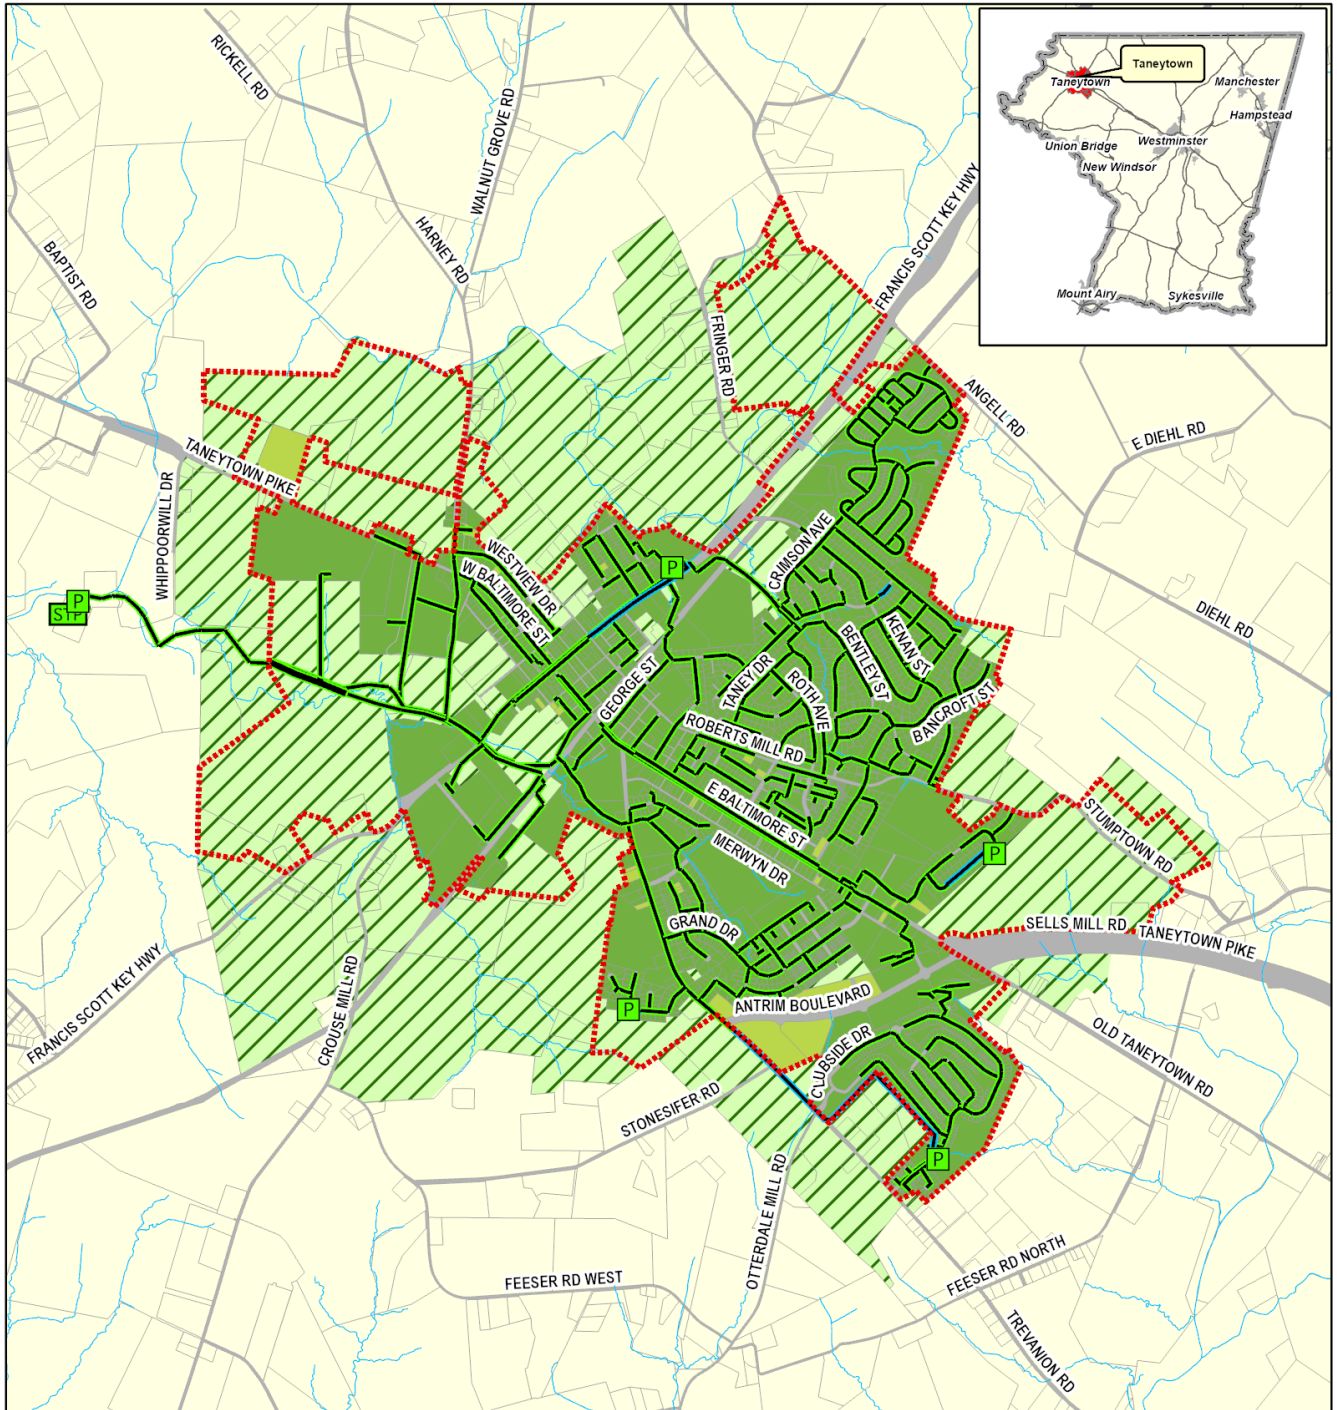 RICKELL RD
WALNUT GROVE RD
HARNEY RD
BAPTIST RD
FRANCIS SCOTT KEY HWY
FRINGER RD
ANGELL RD
E DIEHL RD
DIEHL RD
TANEYTOWN PIKE
WHIPPOORWILL DR
Taneytown
Taneytown
Manchester
Hampstead
Westminster
Union Bridge
New Windsor
Mount Airy
Sykesville
WESTVIEW DR
W BALTIMORE ST
CRIMSON AVE
KENAN ST
BENTLEY ST
BANCROFT ST
GEORGE ST
TANEY DR
ROTH AVE
ROBERTS MILL RD
E BALTIMORE ST
MERWYN DR
GRAND DR
ANTRIM BOULEVARD
CLUBSIDE DR
STUMPTOWN RD
SELLS MILL RD
TANEYTOWN PIKE
OLD TANEYTOWN RD
FRANCIS SCOTT KEY HWY
CROUSE MILL RD
STONESIFER RD
OTTERDALE MILL RD
FEESER RD WEST
FEESER RD NORTH
TREVANION RD
STP
P
P
P
P
P